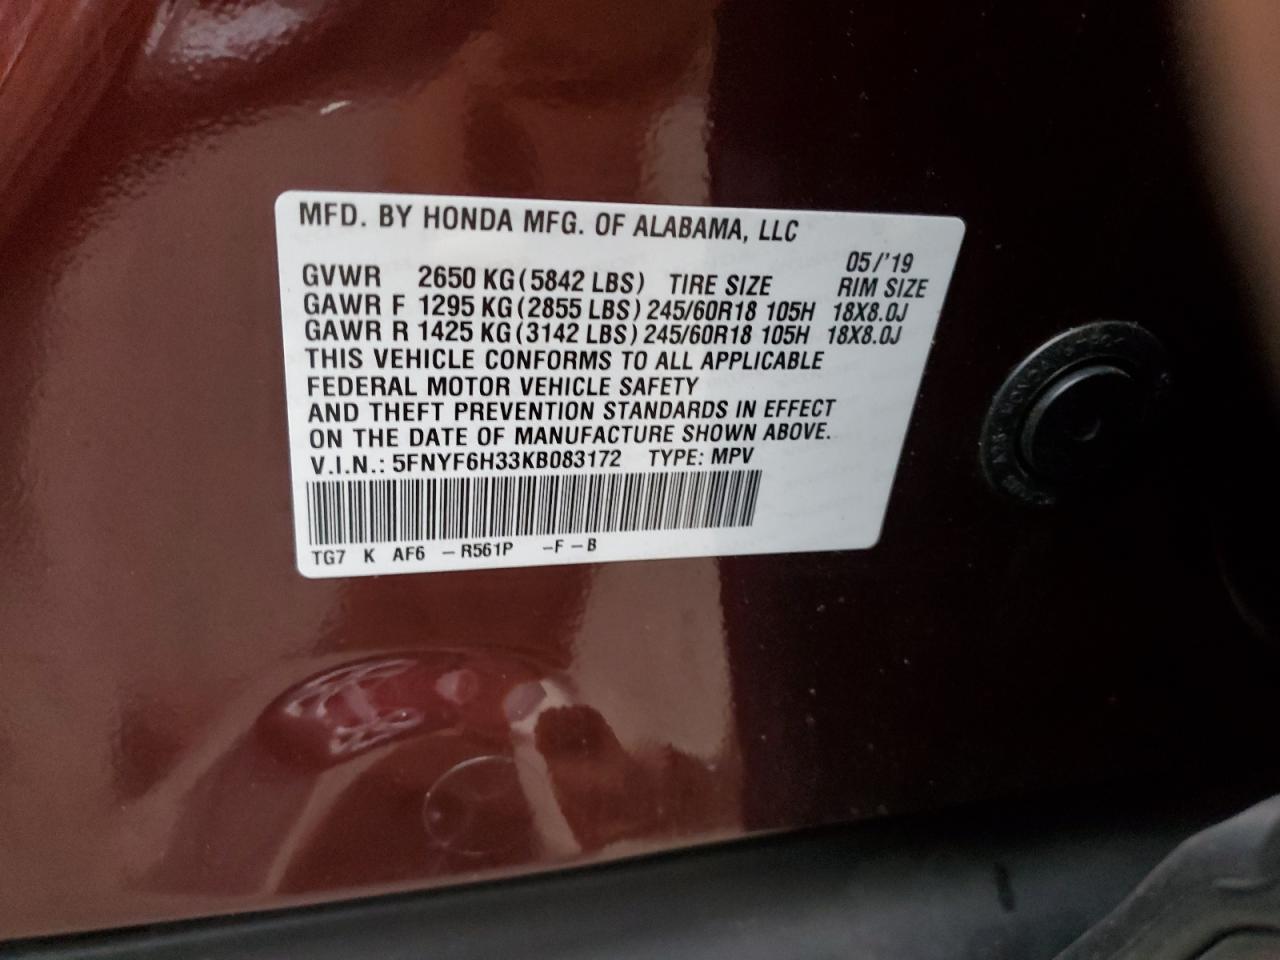 MFD. BY HONDA MFG. OF ALABAMA, LLC
05/'19
GVWR 2650 KG (5842 LBS) TIRE SIZE RIM SIZE
GAWR F 1295 KG (2855 LBS) 245/60R18 105H 18X8.0J
GAWR R 1425 KG (3142 LBS) 245/60R18 105H 18X8.0J
THIS VEHICLE CONFORMS TO ALL APPLICABLE
FEDERAL MOTOR VEHICLE SAFETY
AND THEFT PREVENTION STANDARDS IN EFFECT
ON THE DATE OF MANUFACTURE SHOWN ABOVE.
V.I.N.: 5FNYF6H33KB083172 TYPE: MPV
TG7 K AF6 -R561P -F-B
HONDA